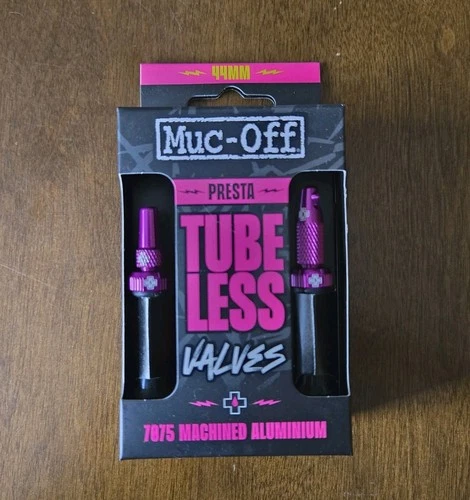 44MM
Muc-Off
PRESTA
TUBE
LESS
VALVES
7075 MACHINED ALUMINIUM